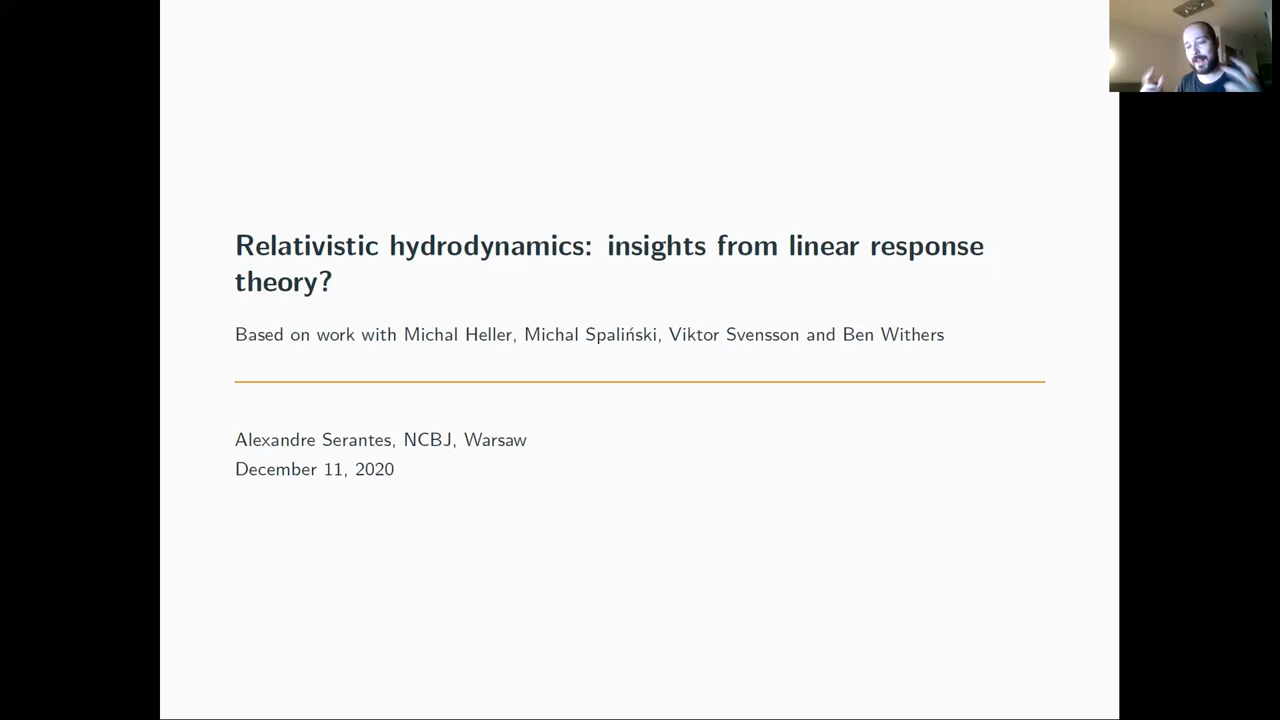 Relativistic hydrodynamics: insights from linear response
theory?
Based on work with Michal Heller, Michal Spaliński, Viktor Svensson and Ben Withers
Alexandre Serantes, NCBJ, Warsaw
December 11, 2020